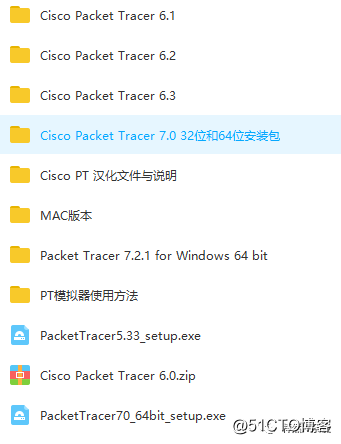 Cisco Packet Tracer 6.1
Cisco Packet Tracer 6.2
Cisco Packet Tracer 6.3
Cisco Packet Tracer 7.0 32位和64位安装包
Cisco PT 汉化文件与说明
MAC版本
Packet Tracer 7.2.1 for Windows 64 bit
PT模拟器使用方法
PacketTracer5.33_setup.exe
Cisco Packet Tracer 6.0.zip
PacketTracer70_64bit_setup.exe
@51CTO博客